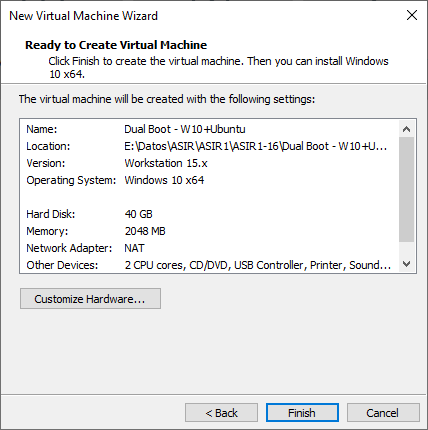 New Virtual Machine Wizard
Ready to Create Virtual Machine
Click Finish to create the virtual machine. Then you can install Windows
10 x64.
The virtual machine will be created with the following settings:
Name: Dual Boot - W10+Ubuntu
Location: E:\Datos\ASIR\ASIR1\ASIR1-16\Dual Boot - W10+U...
Version: Workstation 15.x
Operating System: Windows 10 x64
Hard Disk: 40 GB
Memory: 2048 MB
Network Adapter: NAT
Other Devices: 2 CPU cores, CD/DVD, USB Controller, Printer, Sound...
Customize Hardware...
< Back Finish Cancel